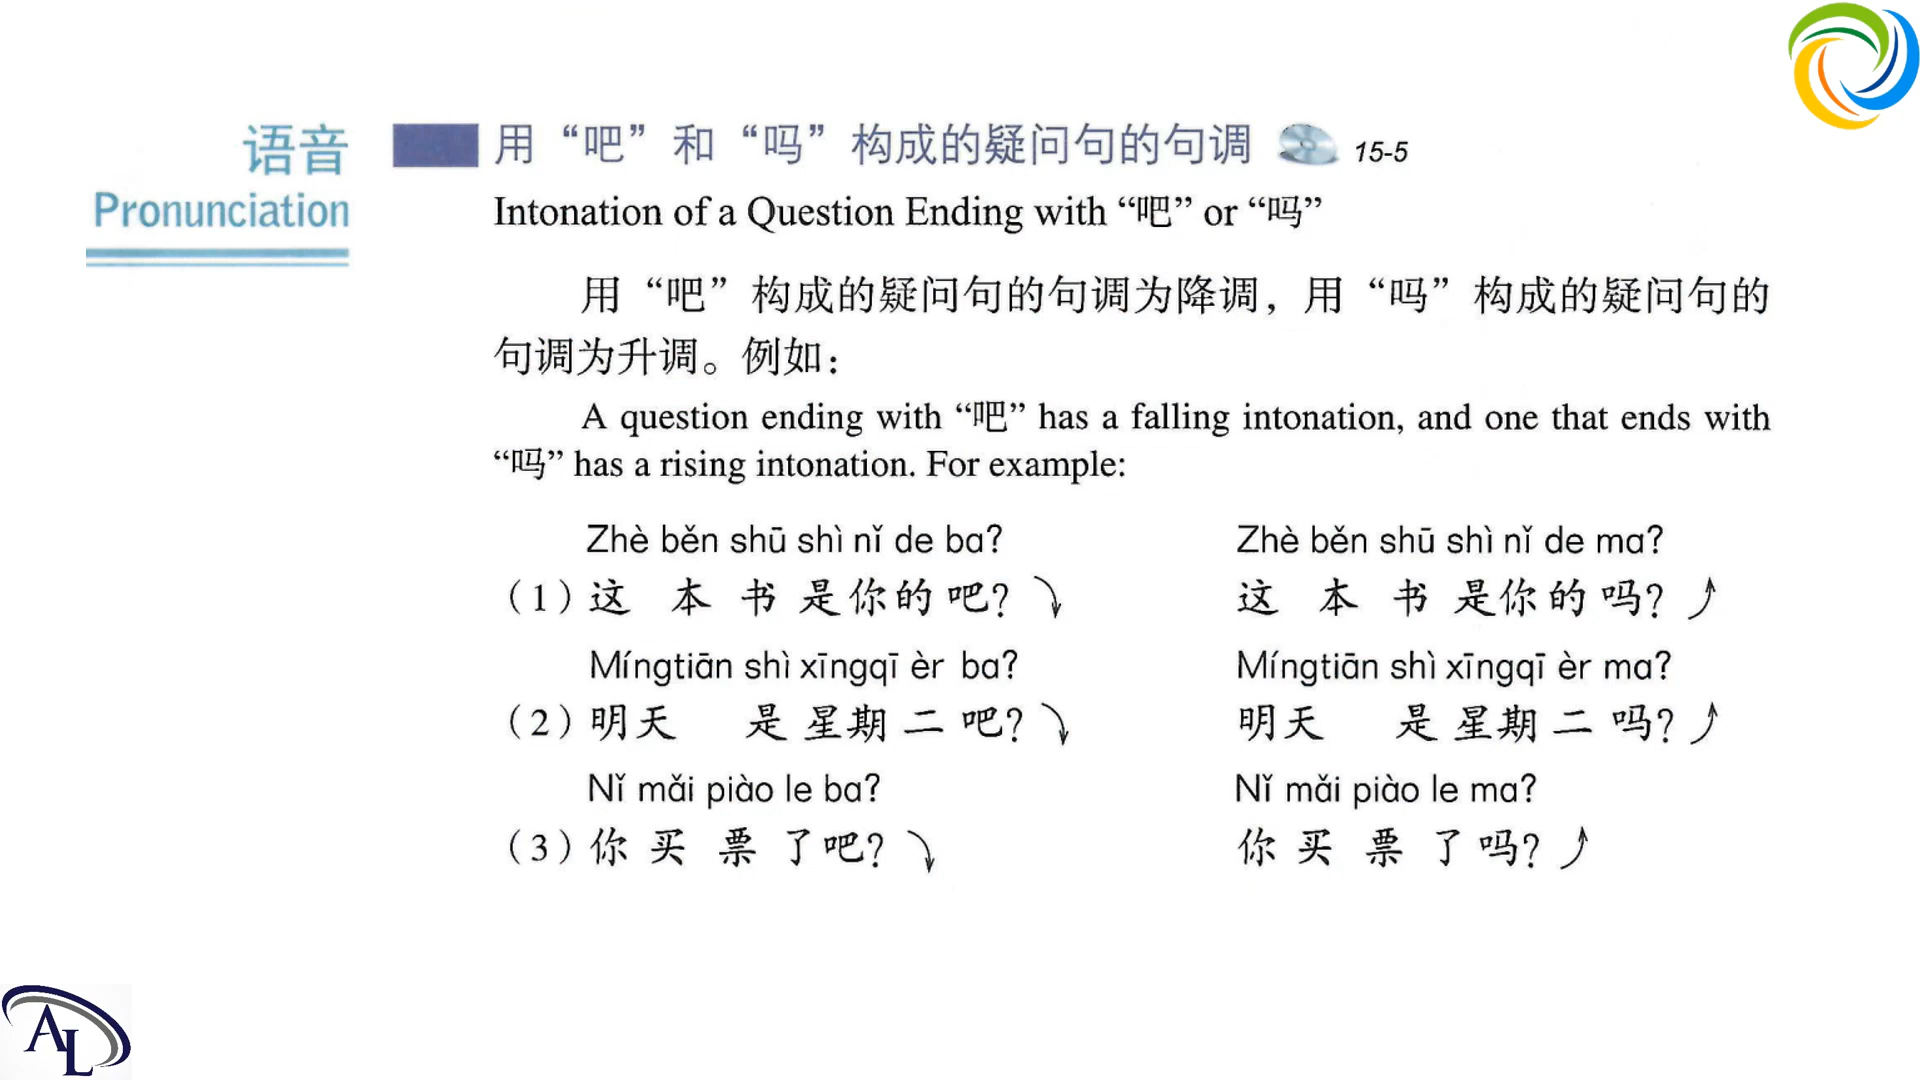 语音
Pronunciation
用“吧”和“吗”构成的疑问句的句调 15-5
Intonation of a Question Ending with “吧” or “吗”
用“吧”构成的疑问句的句调为降调，用“吗”构成的疑问句的
句调为升调。例如：
A question ending with “吧” has a falling intonation, and one that ends with
“吗” has a rising intonation. For example:
Zhè běn shū shì nǐ de ba? Zhè běn shū shì nǐ de ma?
（1）这 本 书 是你的 吧？ 这 本 书 是你的 吗？
Míngtiān shì xīngqī èr ba? Míngtiān shì xīngqī èr ma?
（2）明天 是 星期 二 吧？ 明天 是 星期 二 吗？
Nǐ mǎi piào le ba? Nǐ mǎi piào le ma?
（3）你 买 票 了吧？ 你 买 票 了 吗？
AL